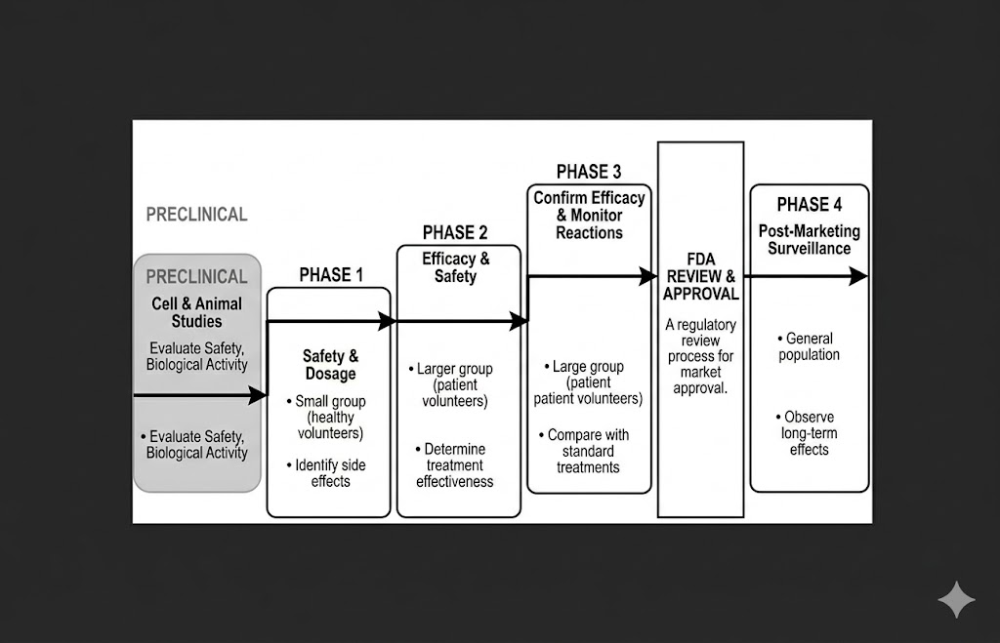 PRECLINICAL
PRECLINICAL
Cell & Animal
Studies
Evaluate Safety,
Biological Activity
• Evaluate Safety,
Biological Activity
PHASE 1
Safety &
Dosage
• Small group
(healthy
volunteers)
• Identify side
effects
PHASE 2
Efficacy &
Safety
• Larger group
(patient
volunteers)
• Determine
treatment
effectiveness
PHASE 3
Confirm Efficacy
& Monitor
Reactions
• Large group
(patient
patient volunteers)
• Compare with
standard
treatments
FDA
REVIEW &
APPROVAL
A regulatory
review
process for
market
approval.
PHASE 4
Post-Marketing
Surveillance
• General
population
• Observe
long-term
effects